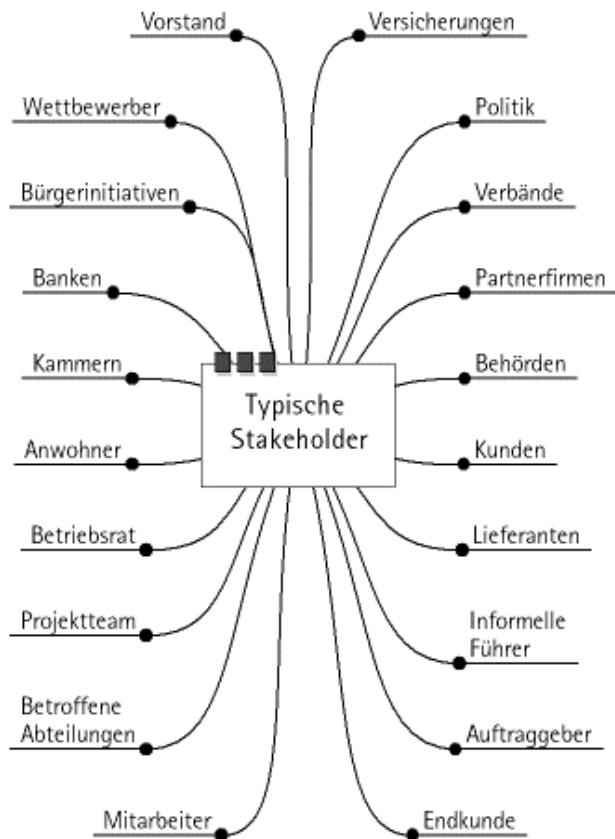 Vorstand
Versicherungen
Wettbewerber
Politik
Bürgerinitiativen
Verbände
Banken
Partnerfirmen
Kammern
Behörden
Typische
Stakeholder
Anwohner
Kunden
Betriebsrat
Lieferanten
Projektteam
Informelle
Führer
Betroffene
Abteilungen
Auftraggeber
Mitarbeiter
Endkunde